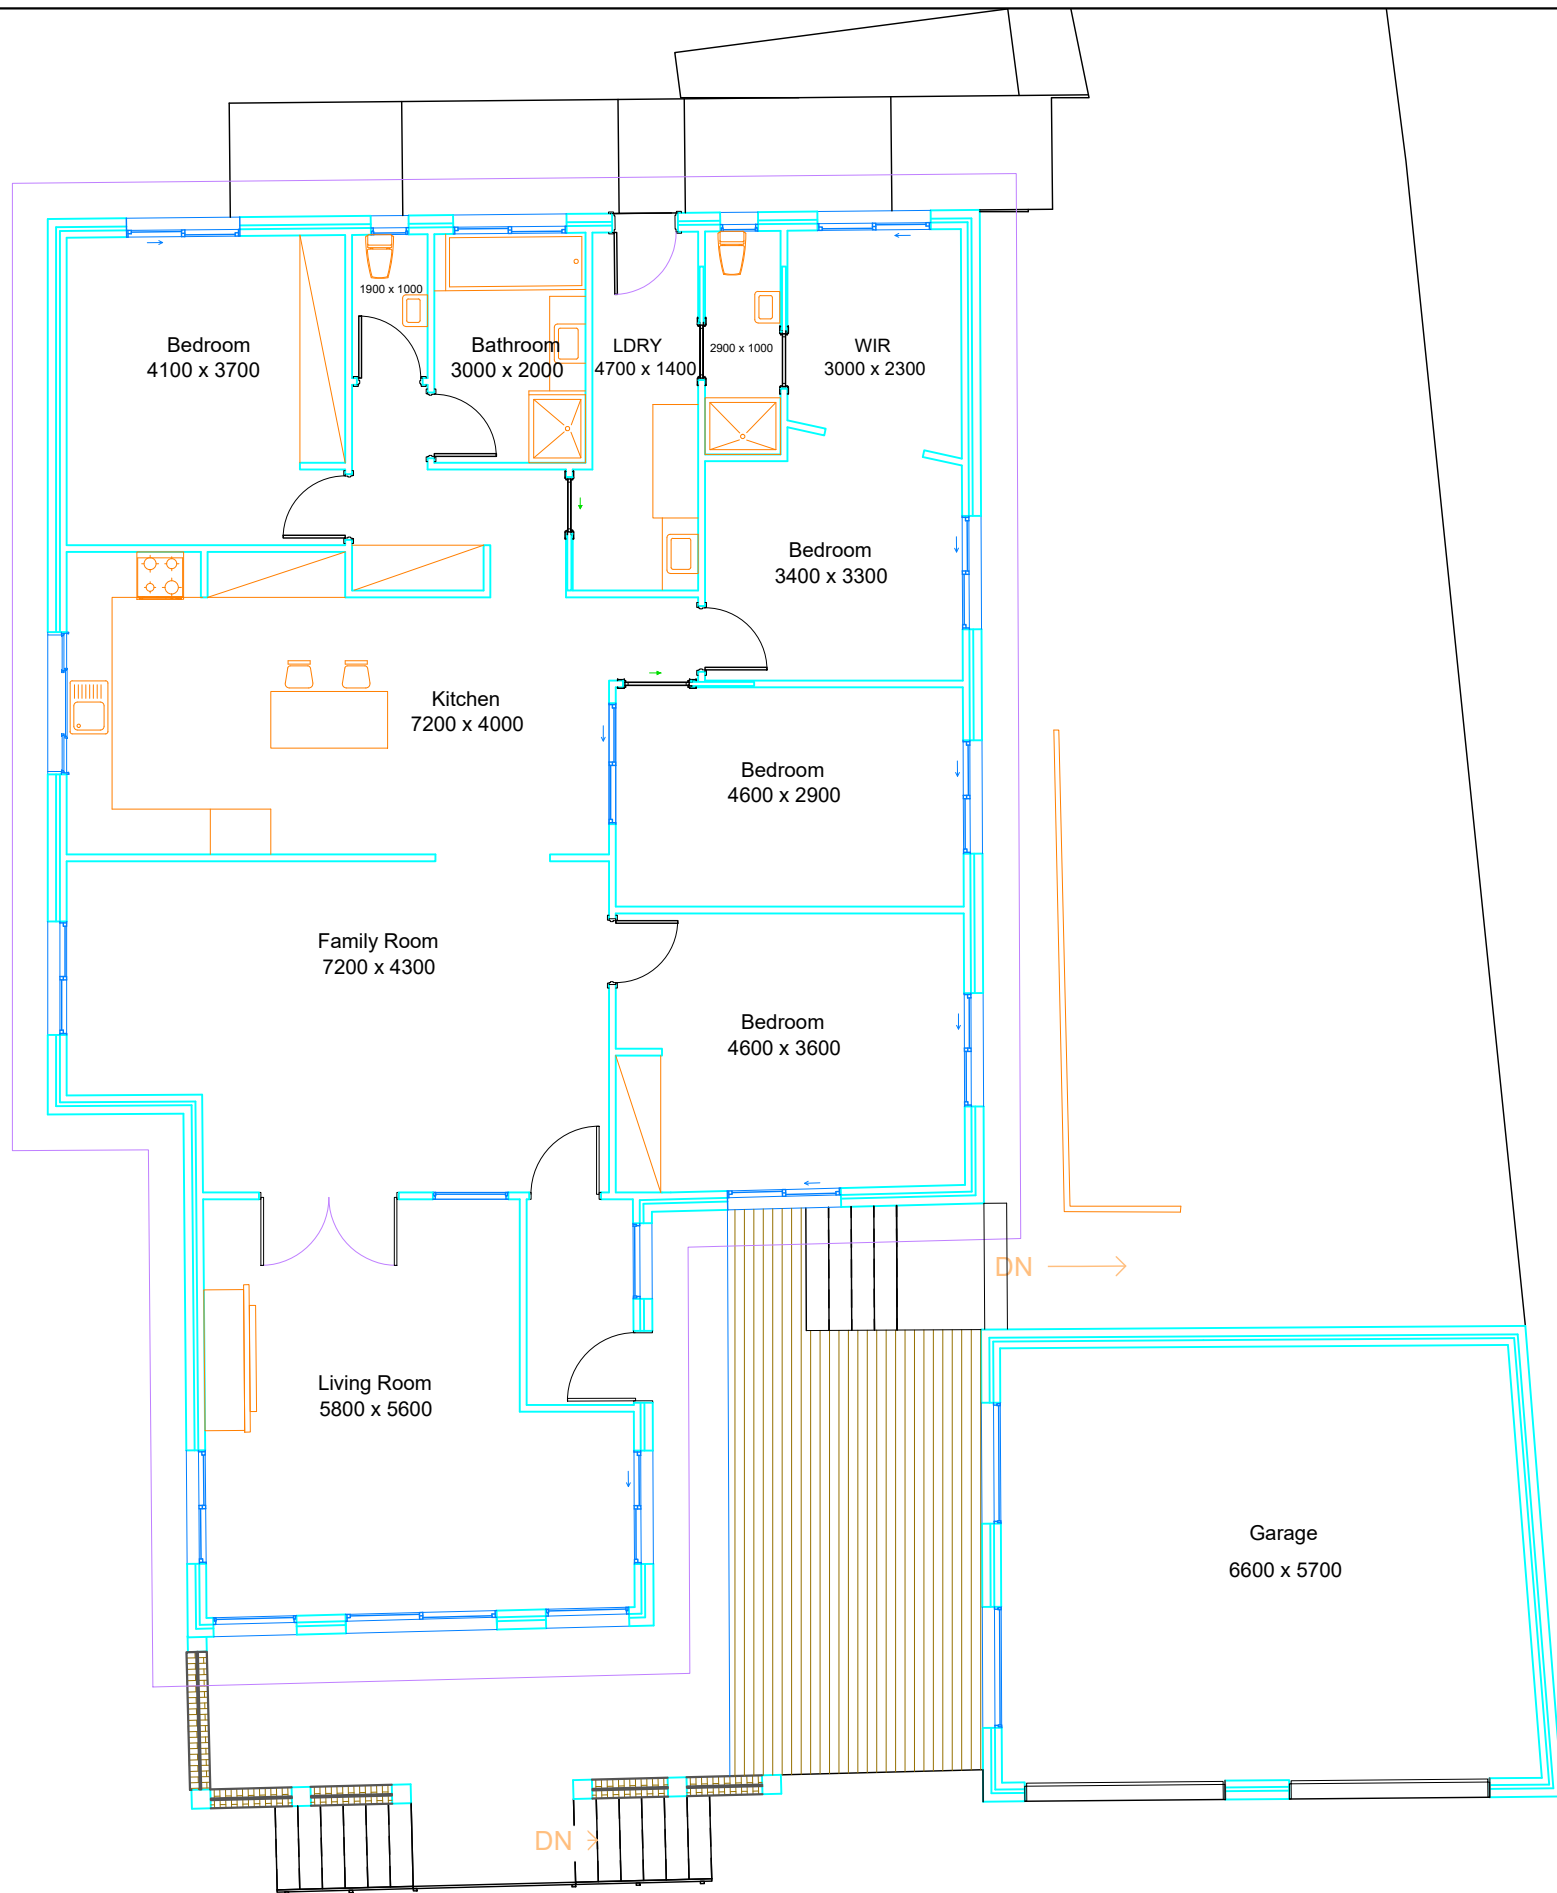 1900 x 1000
Bedroom
4100 x 3700
Bathroom
3000 x 2000
LDRY
4700 x 1400
2900 x 1000
WIR
3000 x 2300
Bedroom
3400 x 3300
Kitchen
7200 x 4000
Bedroom
4600 x 2900
Family Room
7200 x 4300
Bedroom
4600 x 3600
DN
Living Room
5800 x 5600
Garage
6600 x 5700
DN